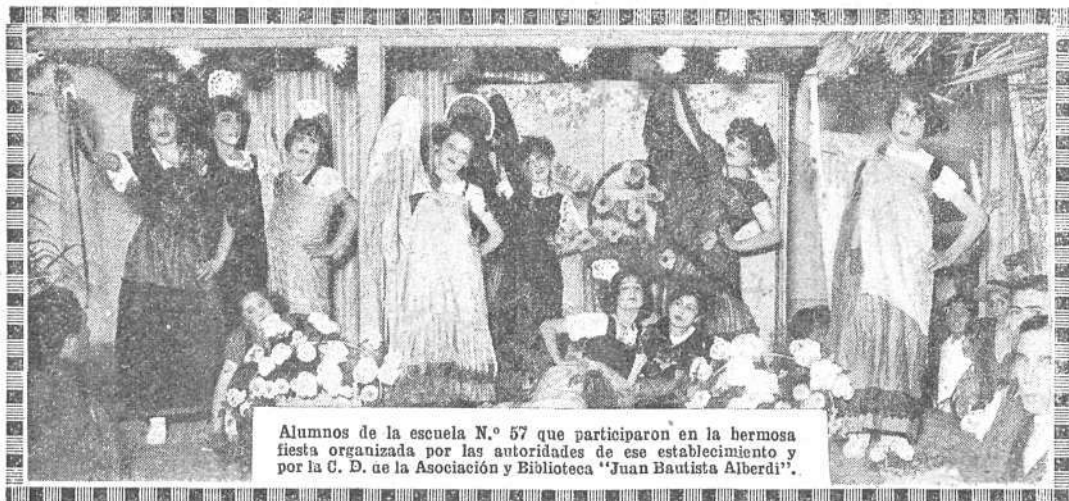 Alumnos de la escuela N.º 57 que participaron en la hermosa
fiesta organizada por las autoridades de ese establecimiento y
por la C. D. de la Asociación y Biblioteca "Juan Bautista Alberdi".